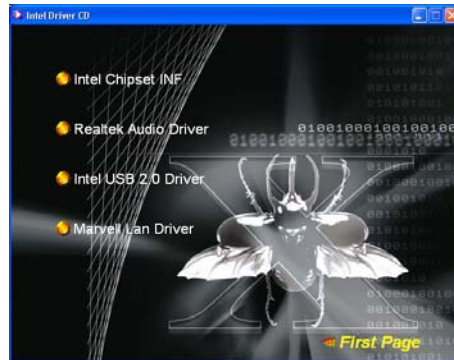 Intel Driver CD
Intel Chipset INF
Realtek Audio Driver
Intel USB 2.0 Driver
Marvell Lan Driver
First Page